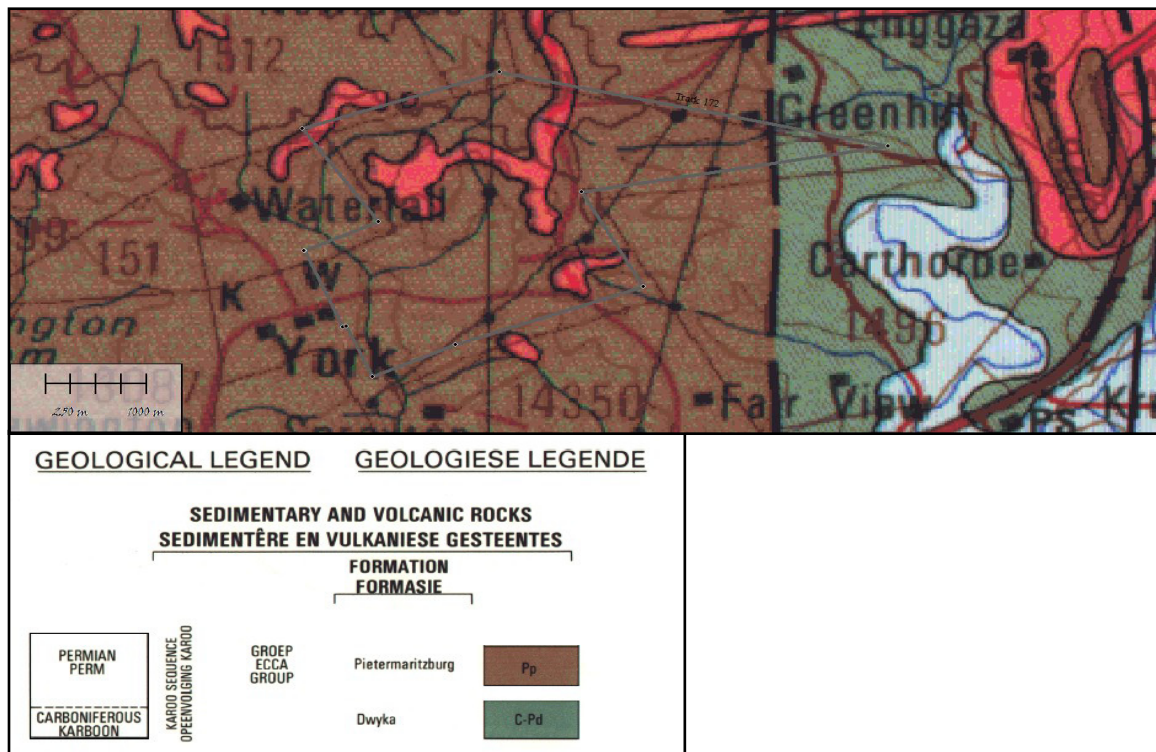 1512
Enggaza
Track 172
Greenhill
S
Waterfall
99
151
W
Carthorpe
K
ngton
York
1496
250 m 1000 m
14350
Fair View
PS
GEOLOGICAL LEGEND GEOLOGIESE LEGENDE
SEDIMENTARY AND VOLCANIC ROCKS
SEDIMENTÊRE EN VULKANIESE GESTEENTES
FORMATION
FORMASIE
PERMIAN
PERM
CARBONIFEROUS
KARBOON
KAROO SEQUENCE
OPEENVOLGING KAROO
GROEP
ECCA
GROUP
Pietermaritzburg
Pp
Dwyka
C-Pd